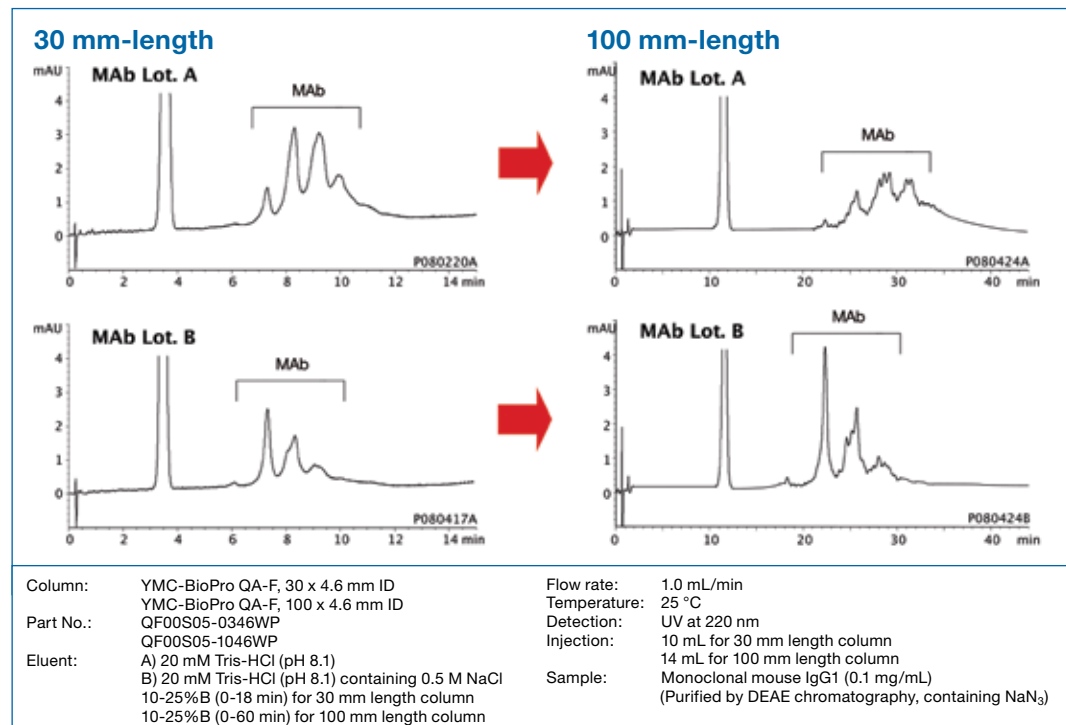 30 mm-length
100 mm-length
mAU
MAb Lot. A
MAb
4
3
2
1
0
P080220A
0 2 4 6 8 10 12 14 min
mAU
MAb Lot. A
MAb
4
3
2
1
0
P080424A
0 10 20 30 40 min
mAU
MAb Lot. B
MAb
4
3
2
1
0
P080417A
0 2 4 6 8 10 12 14 min
mAU
MAb Lot. B
MAb
4
3
2
1
0
P080424B
0 10 20 30 40 min
Column: YMC-BioPro QA-F, 30 x 4.6 mm ID
YMC-BioPro QA-F, 100 x 4.6 mm ID
Part No.: QF00S05-0346WP
QF00S05-1046WP
Eluent: A) 20 mM Tris-HCl (pH 8.1)
B) 20 mM Tris-HCl (pH 8.1) containing 0.5 M NaCl
10-25%B (0-18 min) for 30 mm length column
10-25%B (0-60 min) for 100 mm length column
Flow rate: 1.0 mL/min
Temperature: 25 °C
Detection: UV at 220 nm
Injection: 10 mL for 30 mm length column
14 mL for 100 mm length column
Sample: Monoclonal mouse IgG1 (0.1 mg/mL)
(Purified by DEAE chromatography, containing NaN₃)